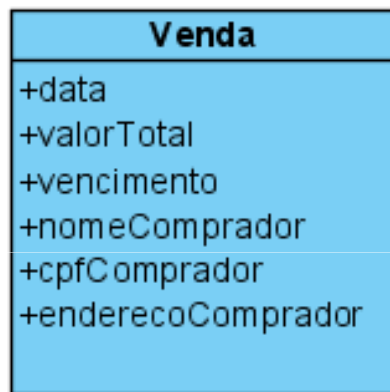 Venda
+data
+valorTotal
+vencimento
+nomeComprador
+cpfComprador
+enderecoComprador